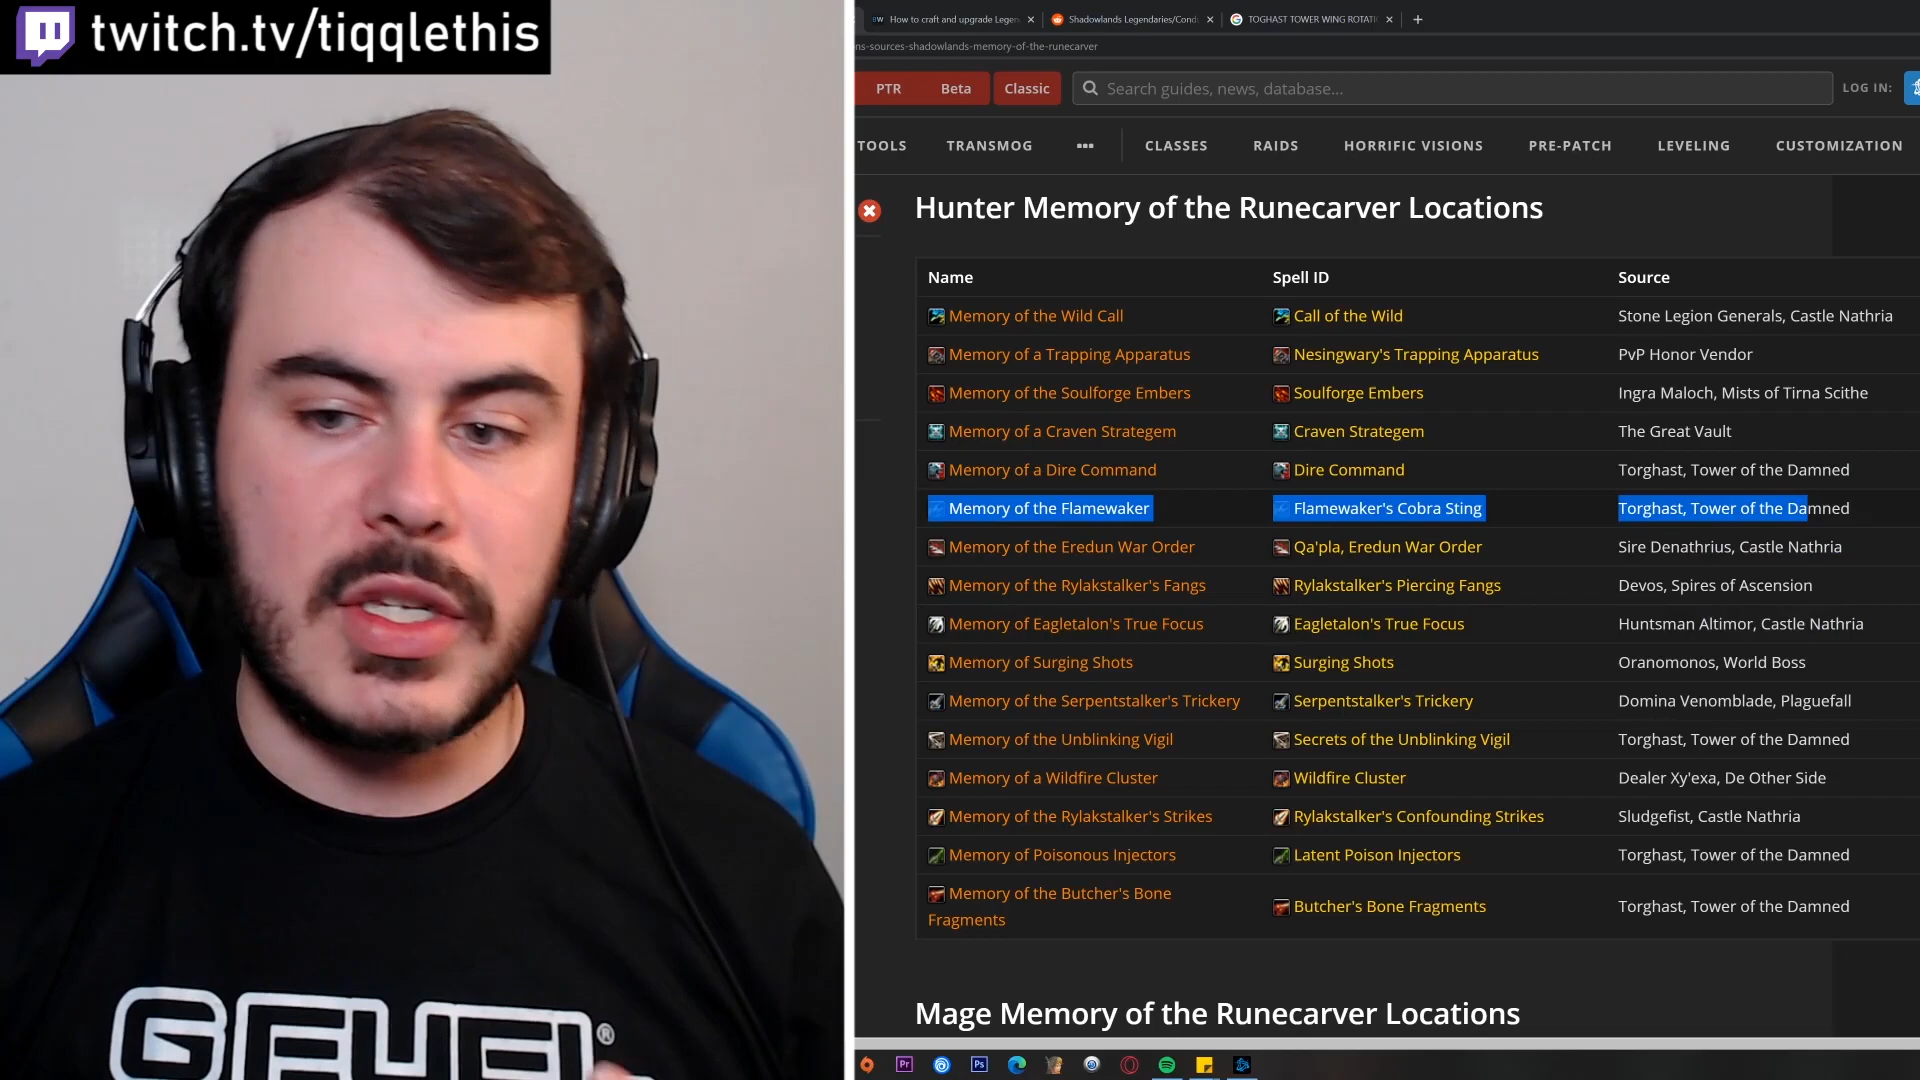 twitch.tv/tiqqlethis
How to craft and upgrade Legen
Shadowlands Legendaries/Cond
TOGHAST TOWER WING ROTATI
ns-sources-shadowlands-memory-of-the-runecarver
PTR Beta Classic Search guides, news, database... LOG IN:
TOOLS TRANSMOG ••• CLASSES RAIDS HORRIFIC VISIONS PRE-PATCH LEVELING CUSTOMIZATION
Hunter Memory of the Runecarver Locations
Name Spell ID Source
Memory of the Wild Call Call of the Wild Stone Legion Generals, Castle Nathria
Memory of a Trapping Apparatus Nesingwary's Trapping Apparatus PvP Honor Vendor
Memory of the Soulforge Embers Soulforge Embers Ingra Maloch, Mists of Tirna Scithe
Memory of a Craven Strategem Craven Strategem The Great Vault
Memory of a Dire Command Dire Command Torghast, Tower of the Damned
Memory of the Flamewaker Flamewaker's Cobra Sting Torghast, Tower of the Damned
Memory of the Eredun War Order Qa'pla, Eredun War Order Sire Denathrius, Castle Nathria
Memory of the Rylakstalker's Fangs Rylakstalker's Piercing Fangs Devos, Spires of Ascension
Memory of Eagletalon's True Focus Eagletalon's True Focus Huntsman Altimor, Castle Nathria
Memory of Surging Shots Surging Shots Oranomonos, World Boss
Memory of the Serpentstalker's Trickery Serpentstalker's Trickery Domina Venomblade, Plaguefall
Memory of the Unblinking Vigil Secrets of the Unblinking Vigil Torghast, Tower of the Damned
Memory of a Wildfire Cluster Wildfire Cluster Dealer Xy'exa, De Other Side
Memory of the Rylakstalker's Strikes Rylakstalker's Confounding Strikes Sludgefist, Castle Nathria
Memory of Poisonous Injectors Latent Poison Injectors Torghast, Tower of the Damned
Memory of the Butcher's Bone
Fragments Butcher's Bone Fragments Torghast, Tower of the Damned
Mage Memory of the Runecarver Locations
Pr Ps